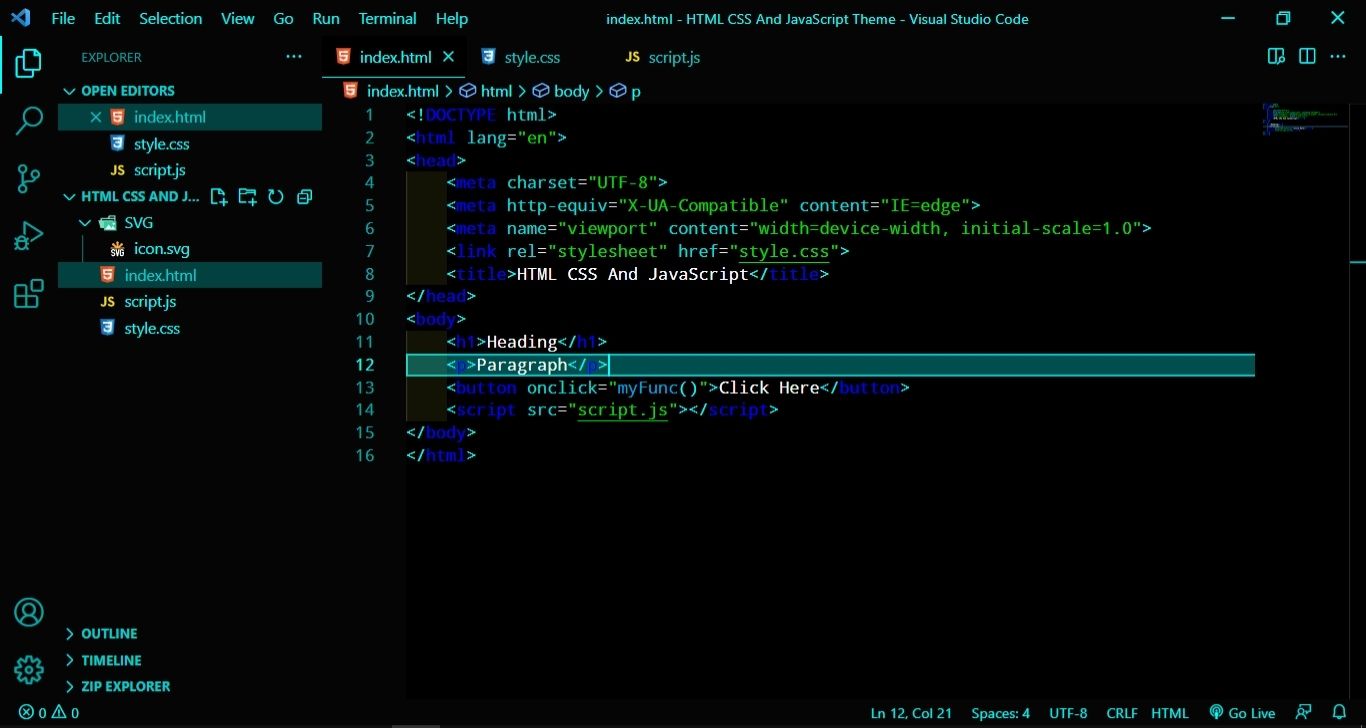 File Edit Selection View Go Run Terminal Help
index.html - HTML CSS And JavaScript Theme - Visual Studio Code
EXPLORER
OPEN EDITORS
index.html
style.css
JS script.js
HTML CSS AND J...
SVG
SVG icon.svg
index.html
JS script.js
style.css
OUTLINE
TIMELINE
ZIP EXPLORER
index.html
style.css
JS script.js
index.html > html > body > p
1 <!DOCTYPE html>
2 <html lang="en">
3 <head>
4 <meta charset="UTF-8">
5 <meta http-equiv="X-UA-Compatible" content="IE=edge">
6 <meta name="viewport" content="width=device-width, initial-scale=1.0">
7 <link rel="stylesheet" href="style.css">
8 <title>HTML CSS And JavaScript</title>
9 </head>
10 <body>
11 <h1>Heading</h1>
12 <p>Paragraph</p>
13 <button onclick="myFunc()">Click Here</button>
14 <script src="script.js"></script>
15 </body>
16 </html>
0 0
Ln 12, Col 21 Spaces: 4 UTF-8 CRLF HTML Go Live